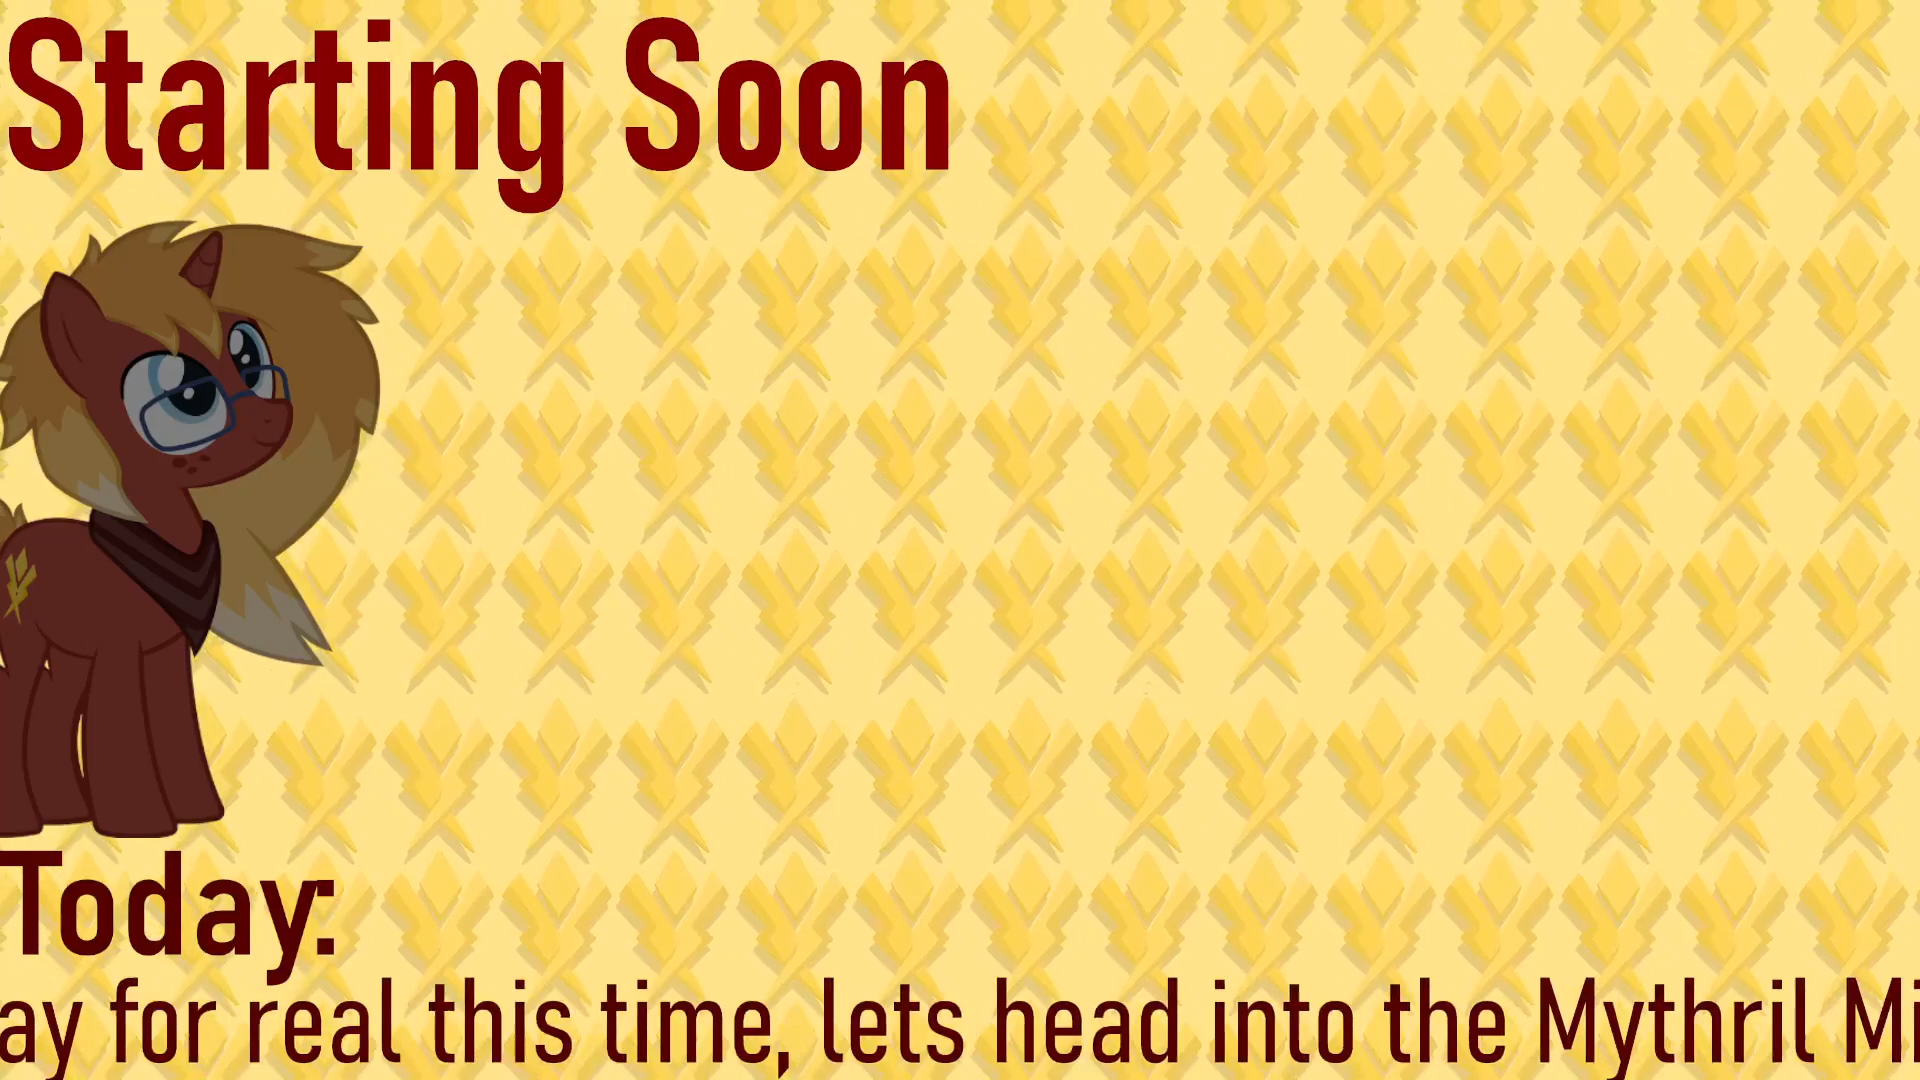 Starting Soon
Today:
ay for real this time, lets head into the Mythril Mi